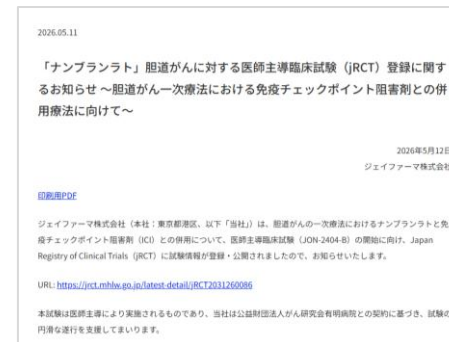 2026.05.11
「ナンブランラト」胆道がんに対する医師主導臨床試験（jRCT）登録に関す
るお知らせ ～胆道がん一次療法における免疫チェックポイント阻害剤との併
用療法に向けて～
2026年5月12日
ジェイファーマ株式会社
印刷用PDF
ジェイファーマ株式会社（本社：東京都港区、以下「当社」）は、胆道がんの一次療法におけるナンブランラトと免
疫チェックポイント阻害剤（ICI）との併用について、医師主導臨床試験（JON-2404-B）の開始に向け、Japan
Registry of Clinical Trials（jRCT）に試験情報が登録・公開されましたので、お知らせいたします。
URL: https://jrct.mhlw.go.jp/latest-detail/jRCT2031260086
本試験は医師主導により実施されるものであり、当社は公益財団法人がん研究会有明病院との契約に基づき、試験の
円滑な遂行を支援してまいります。